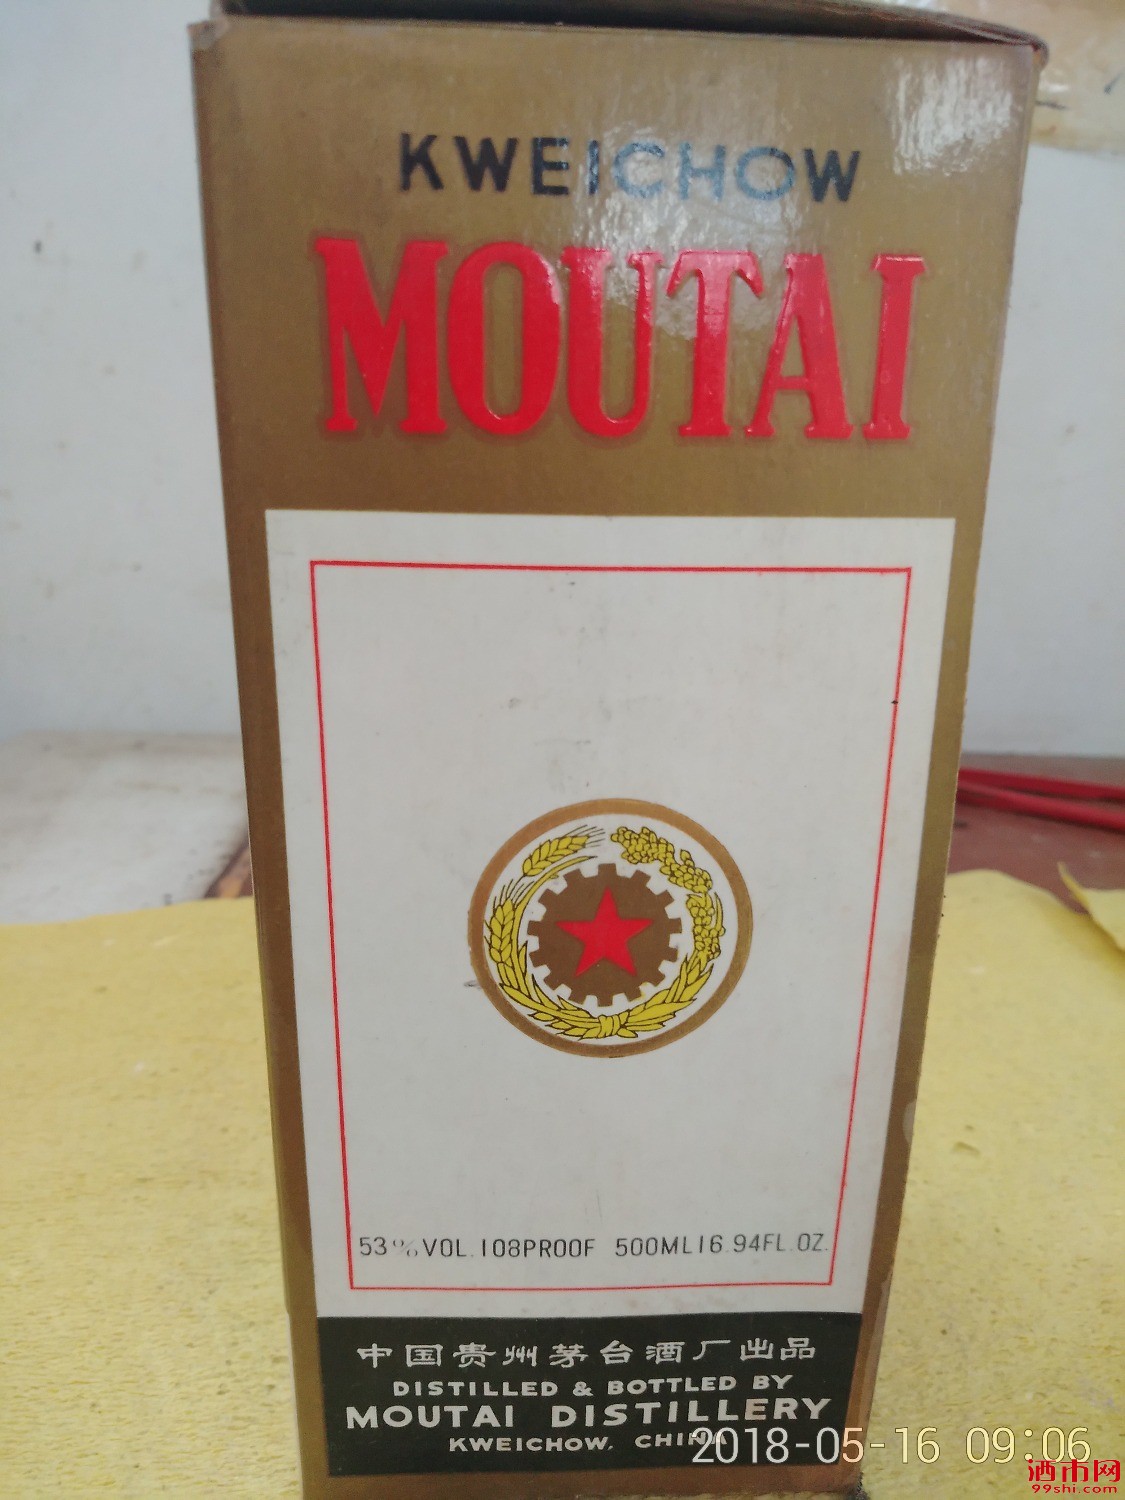 KWEICHOW
MOUTAI
53%VOL.108PROOF 500ML16.94FL.OZ.
中国贵州茅台酒厂出品
DISTILLED & BOTTLED BY
MOUTAI DISTILLERY
KWEICHOW, CHINA
2018-05-16 09:06
酒市网
99shi.com